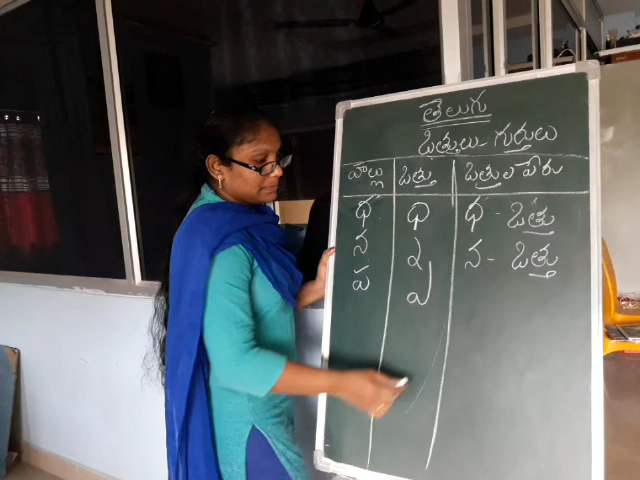 తెలుగు
ఒత్తులు - గుర్తులు
హల్లు ఒత్తు ఒత్తుల పేరు
ధ ధ ధ - ఒత్తు
న ్న న - ఒత్తు
ప ్ప